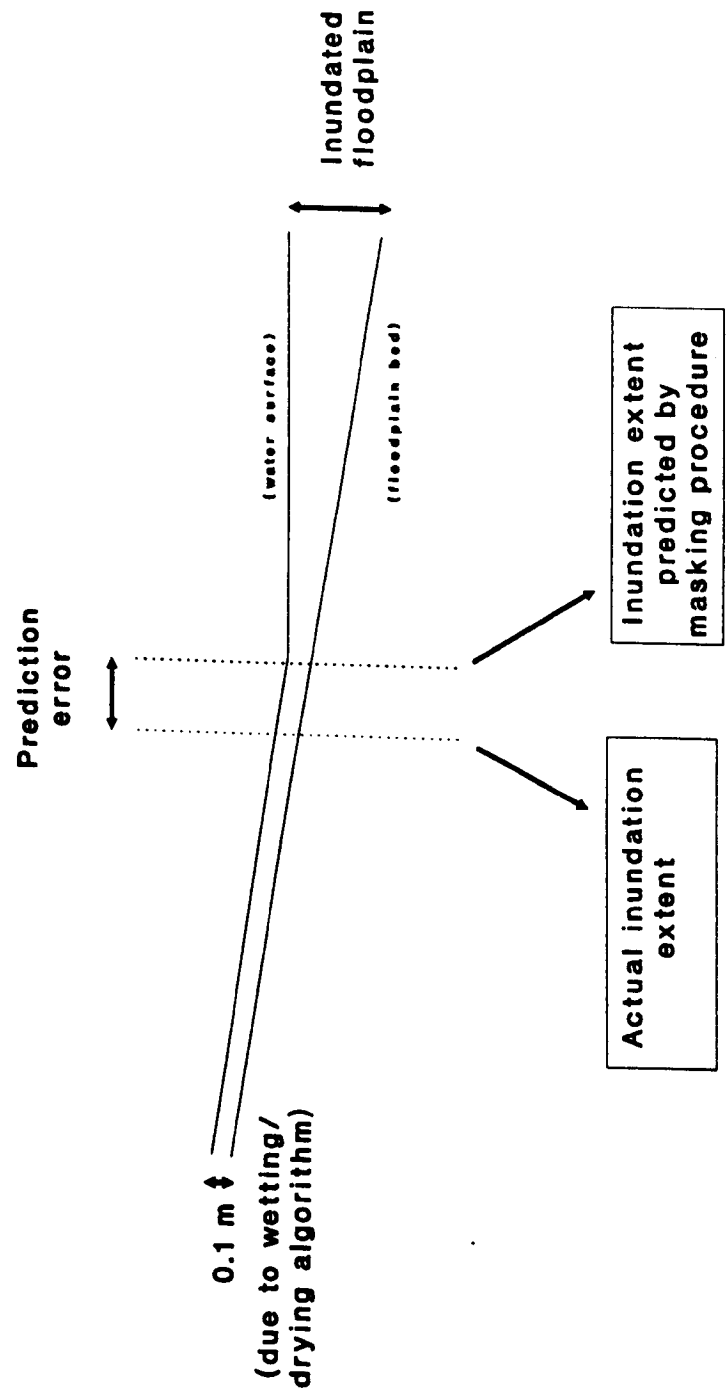 Prediction
error
0.1 m
(due to wetting/
drying algorithm)
(water surface)
(floodplain bed)
Inundated
floodplain
Actual inundation
extent
Inundation extent
predicted by
masking procedure